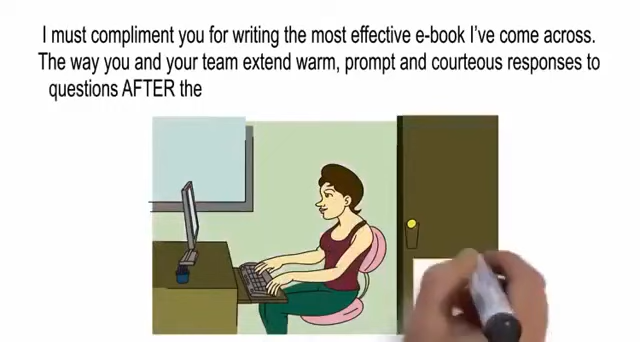 I must compliment you for writing the most effective e-book I've come across.
The way you and your team extend warm, prompt and courteous responses to
questions AFTER the